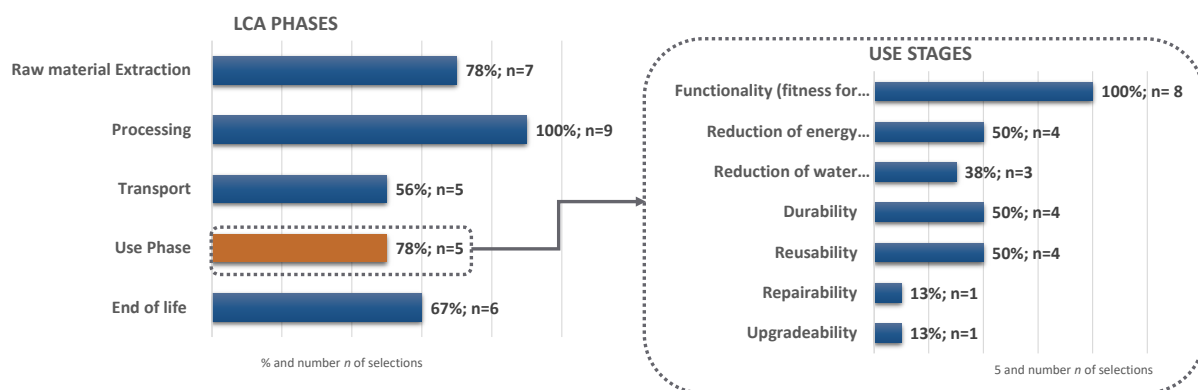 LCA PHASES
Raw material Extraction
78%; n=7
Processing
100%; n=9
Transport
56%; n=5
Use Phase
78%; n=5
End of life
67%; n=6
% and number n of selections
USE STAGES
Functionality (fitness for…
100%; n= 8
Reduction of energy…
50%; n=4
Reduction of water…
38%; n=3
Durability
50%; n=4
Reusability
50%; n=4
Repairability
13%; n=1
Upgradeability
13%; n=1
5 and number n of selections